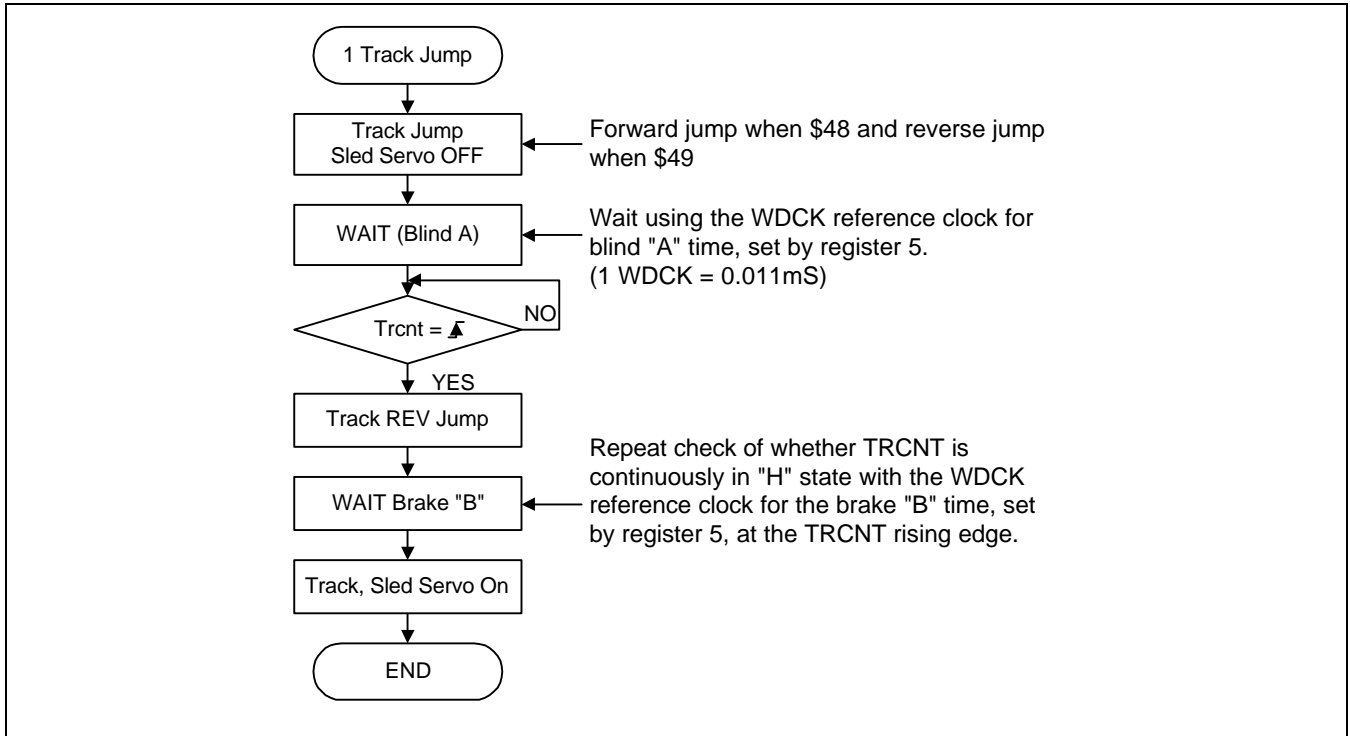 1 Track Jump
Track Jump
Sled Servo OFF
Forward jump when $48 and reverse jump
when $49
WAIT (Blind A)
Wait using the WDCK reference clock for
blind "A" time, set by register 5.
(1 WDCK = 0.011mS)
Trcnt =
NO
YES
Track REV Jump
WAIT Brake "B"
Repeat check of whether TRCNT is
continuously in "H" state with the WDCK
reference clock for the brake "B" time, set
by register 5, at the TRCNT rising edge.
Track, Sled Servo On
END